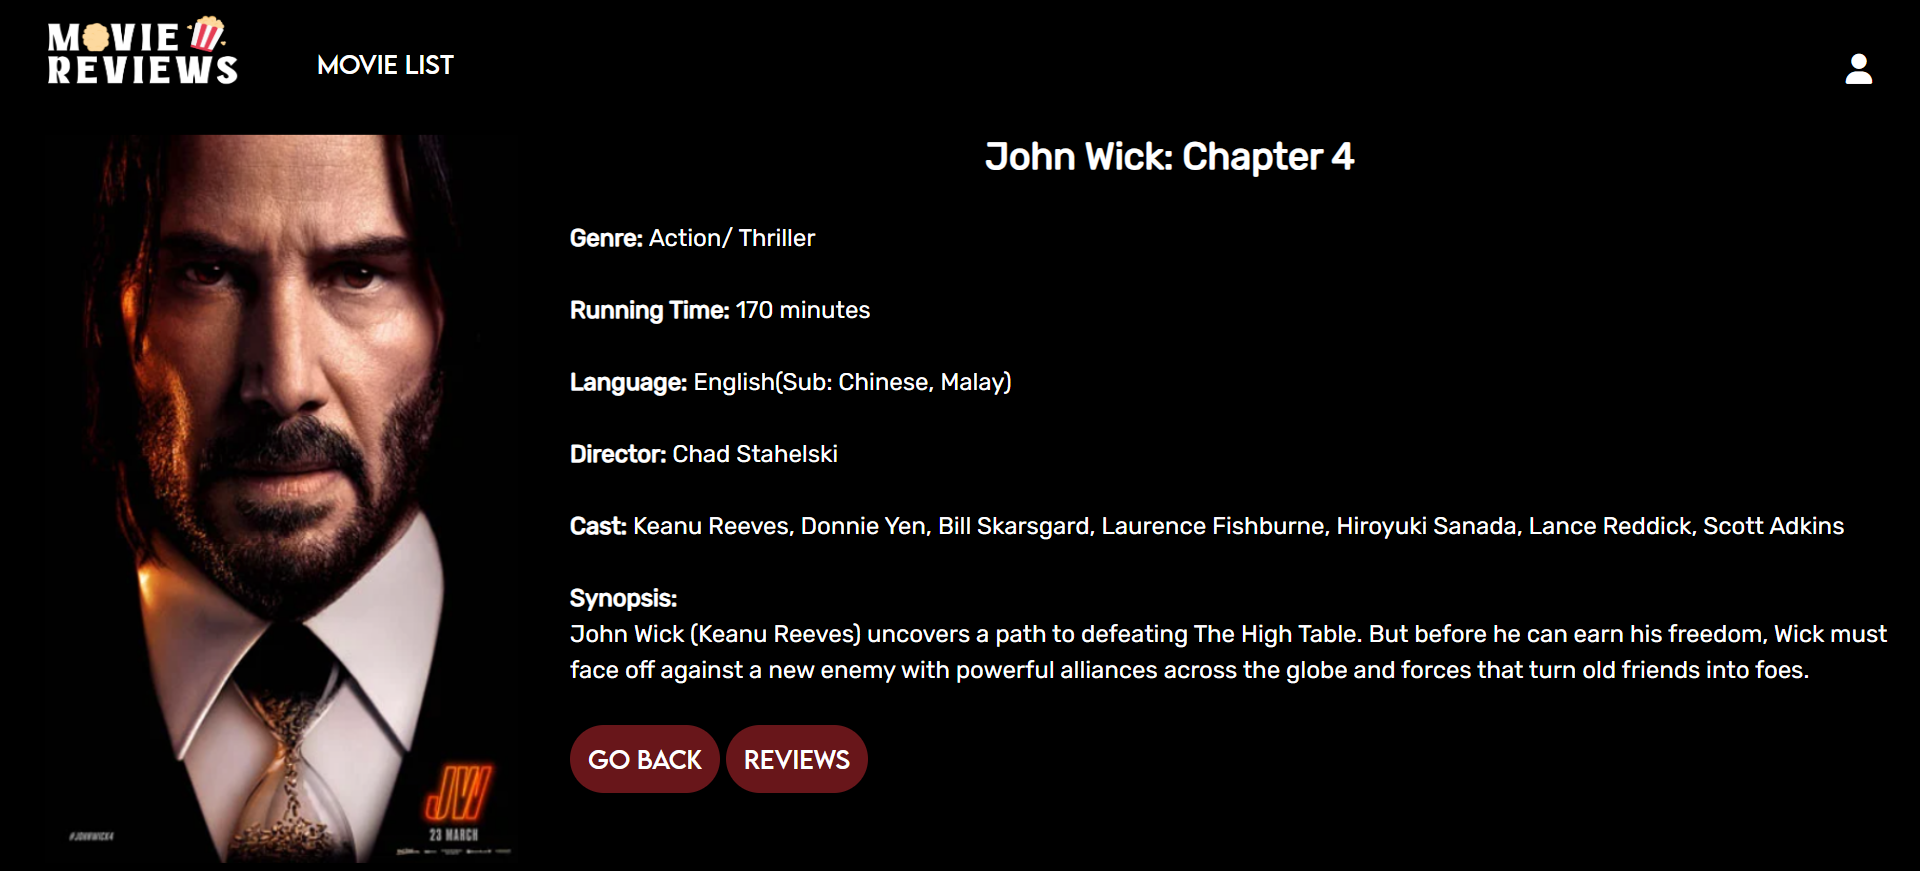 MOVIE
REVIEWS
MOVIE LIST
John Wick: Chapter 4
Genre: Action/ Thriller
Running Time: 170 minutes
Language: English(Sub: Chinese, Malay)
Director: Chad Stahelski
Cast: Keanu Reeves, Donnie Yen, Bill Skarsgard, Laurence Fishburne, Hiroyuki Sanada, Lance Reddick, Scott Adkins
Synopsis:
John Wick (Keanu Reeves) uncovers a path to defeating The High Table. But before he can earn his freedom, Wick must
face off against a new enemy with powerful alliances across the globe and forces that turn old friends into foes.
GO BACK REVIEWS
JW
23 MARCH
#JOHNWICK4